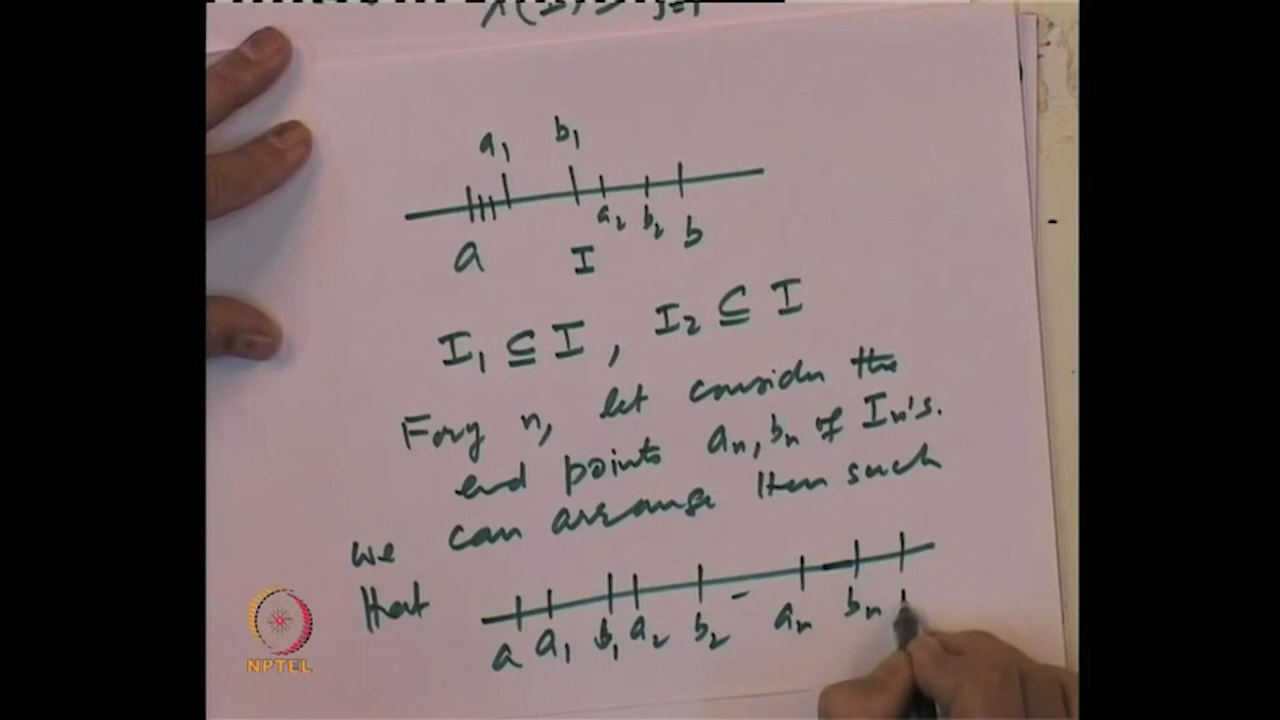 a1 b1
a2 b2
a I b
I1 ⊆ I, I2 ⊆ I
n, let consider the
end points an, bn of In's.
we can arrange them such
that
a a1 b1 a2 b2 - an bn
NPTEL